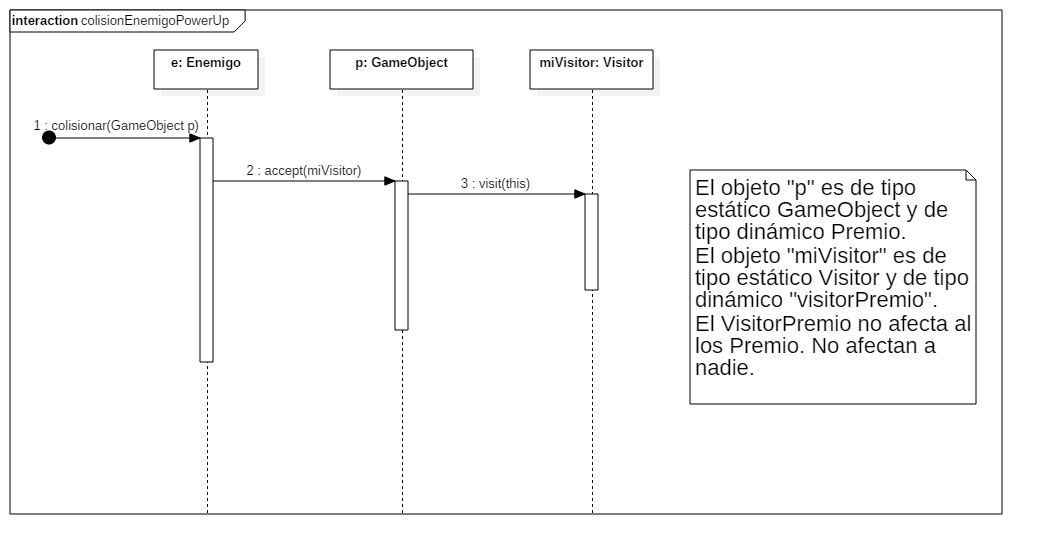 interaction colisionEnemigoPowerUp
e: Enemigo
p: GameObject
miVisitor: Visitor
1 : colisionar(GameObject p)
2 : accept(miVisitor)
3 : visit(this)
El objeto "p" es de tipo
estático GameObject y de
tipo dinámico Premio.
El objeto "miVisitor" es de
tipo estático Visitor y de tipo
dinámico "visitorPremio".
El VisitorPremio no afecta al
los Premio. No afectan a
nadie.